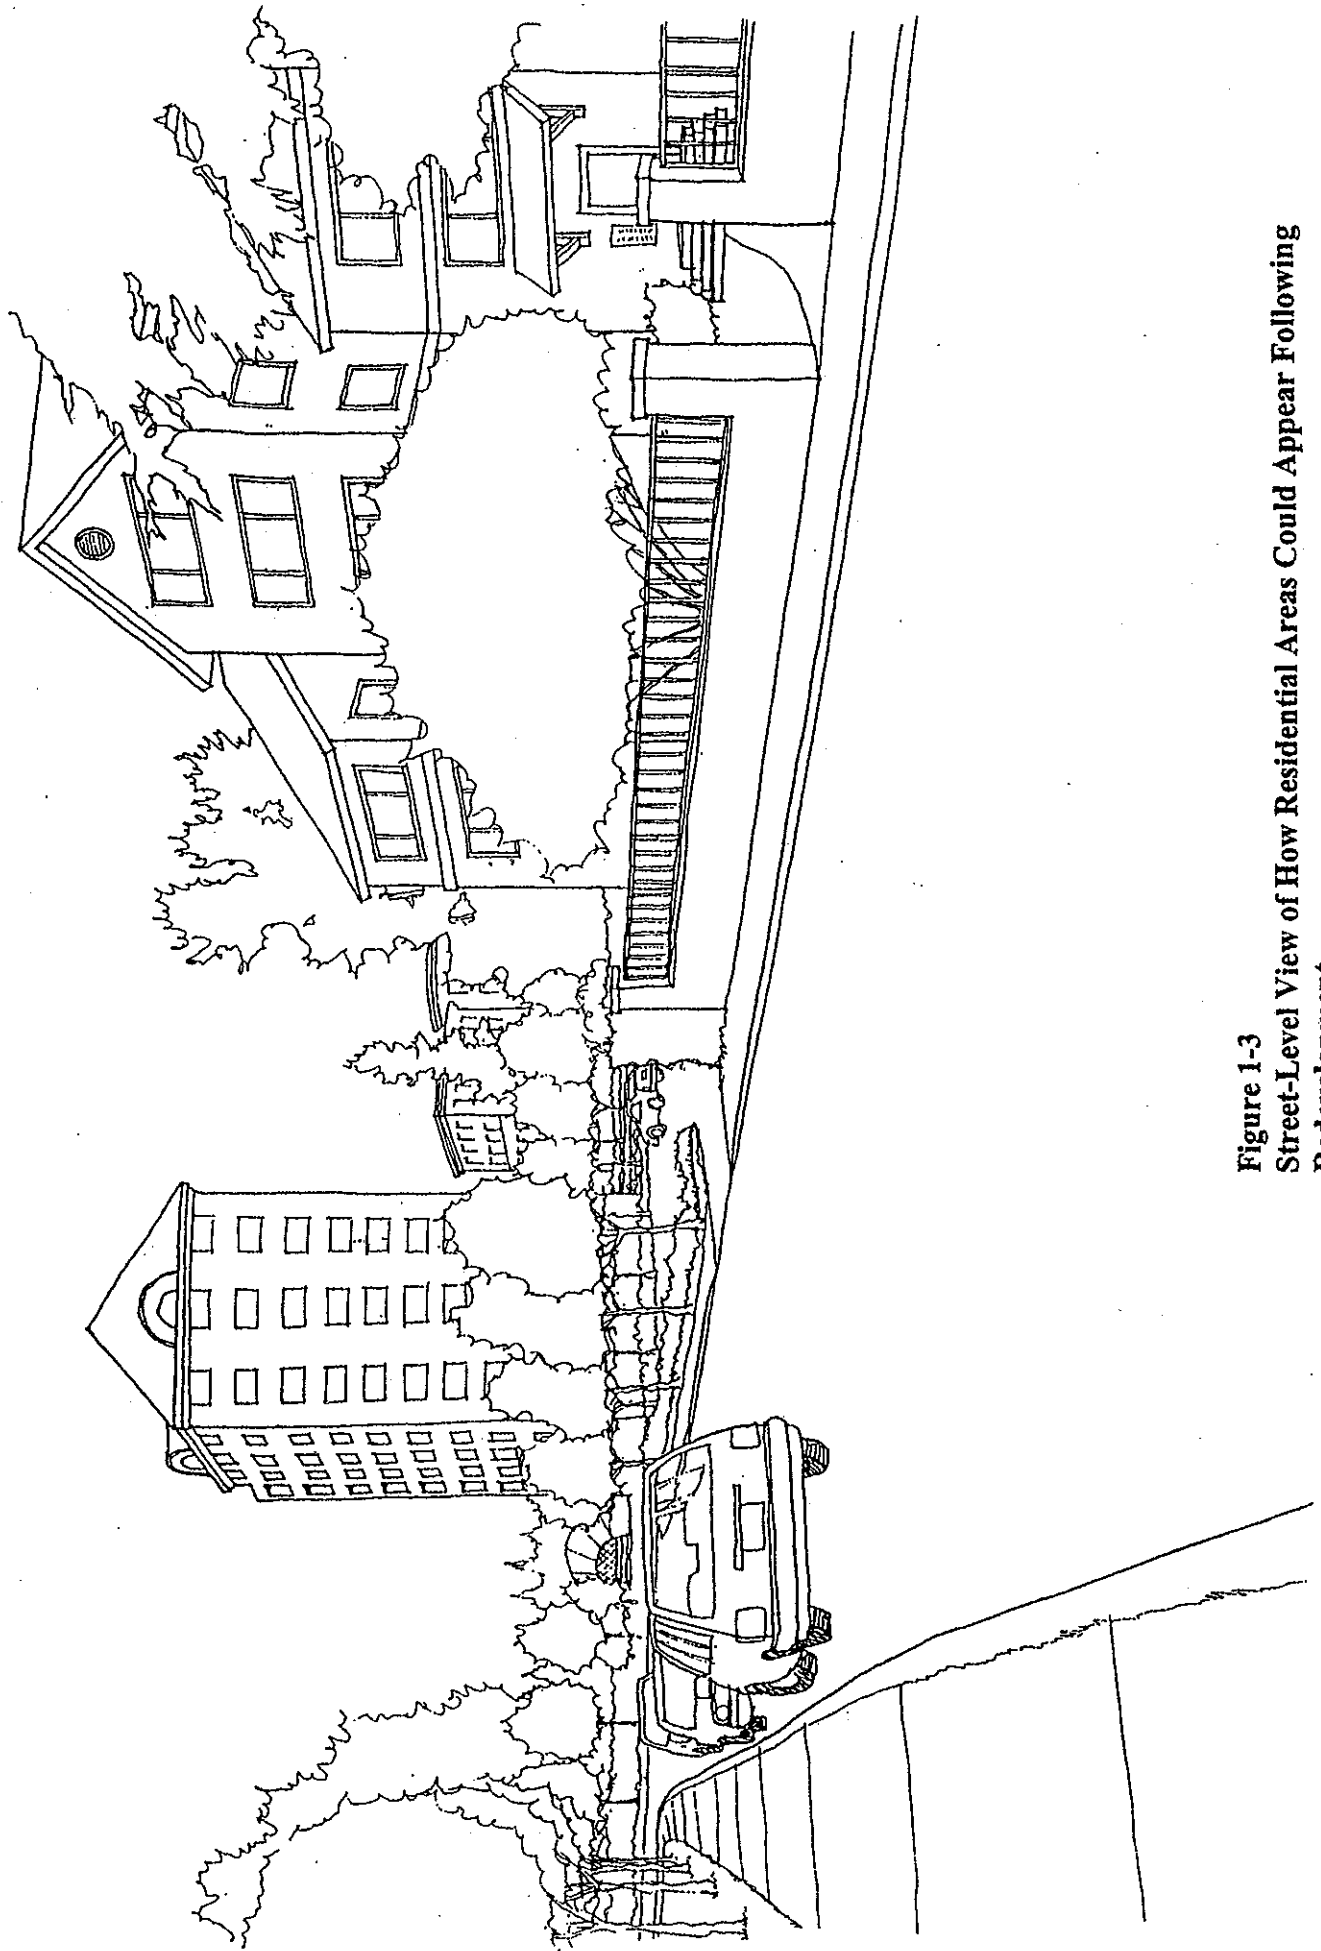 Figure 1-3
Street-Level View of How Residential Areas Could Appear Following